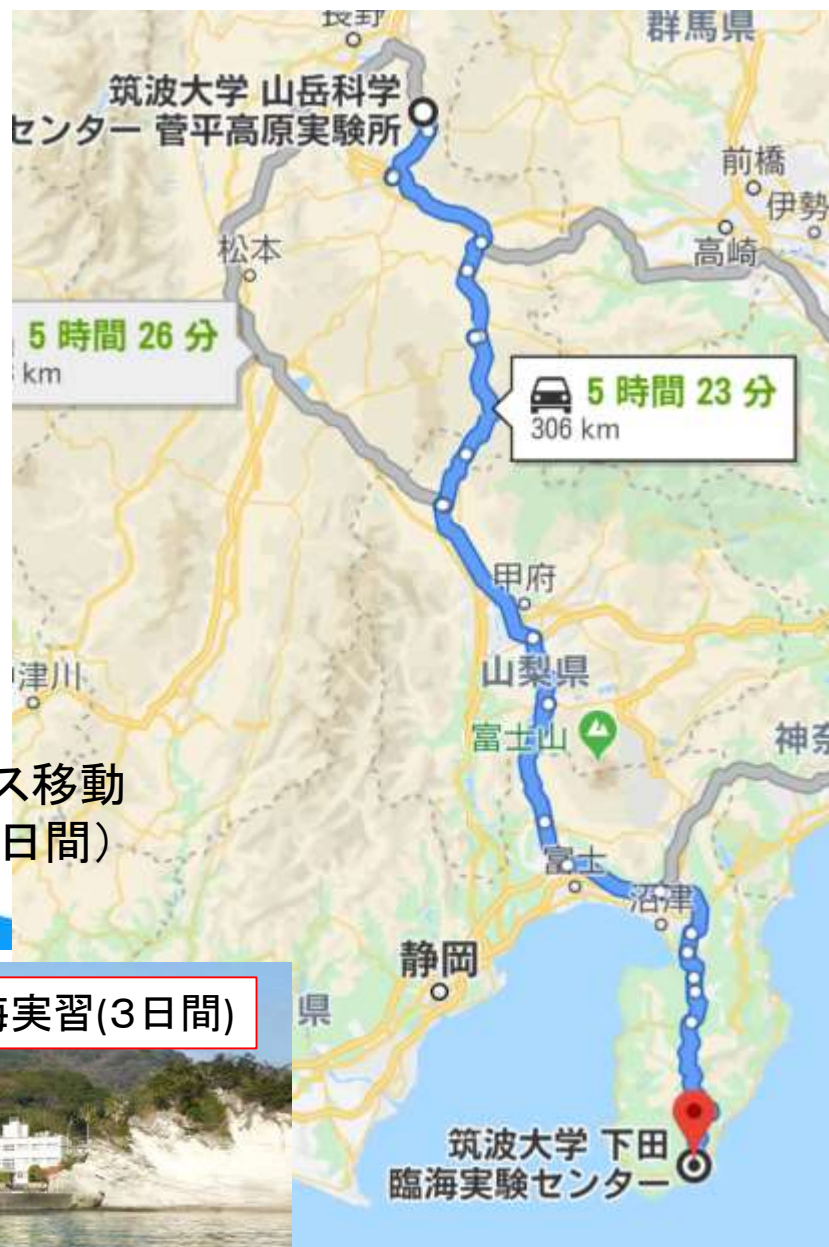 長野
群馬県
筑波大学 山岳科学
センター 菅平高原実験所
前橋
伊勢
高崎
松本
5 時間 26 分
km
5 時間 23 分
306 km
甲府
山梨県
津川
富士山
神奈
ス移動
日間）
富士
沼津
静岡
海実習(3日間)
県
筑波大学 下田
臨海実験センター